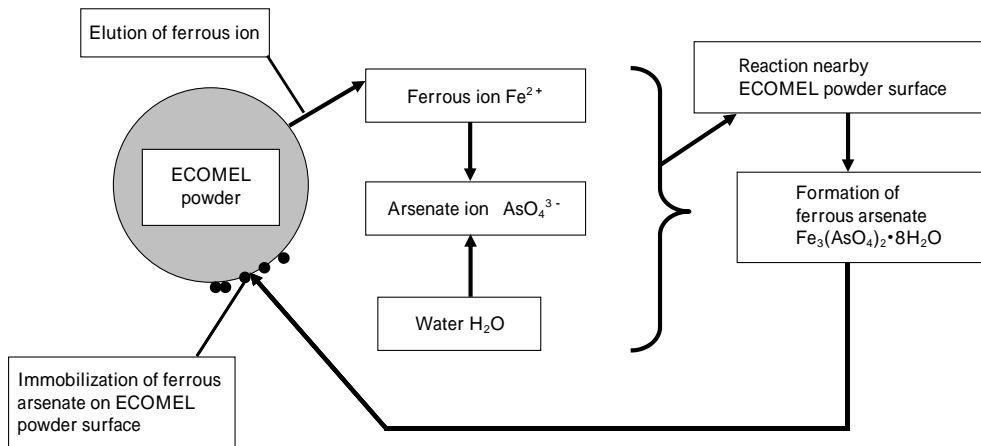 Elution of ferrous ion
ECOMEL
powder
Ferrous ion Fe²⁺
Arsenate ion AsO₄³⁻
Water H₂O
Reaction nearby
ECOMEL powder surface
Formation of
ferrous arsenate
Fe₃(AsO₄)₂•8H₂O
Immobilization of ferrous
arsenate on ECOMEL
powder surface